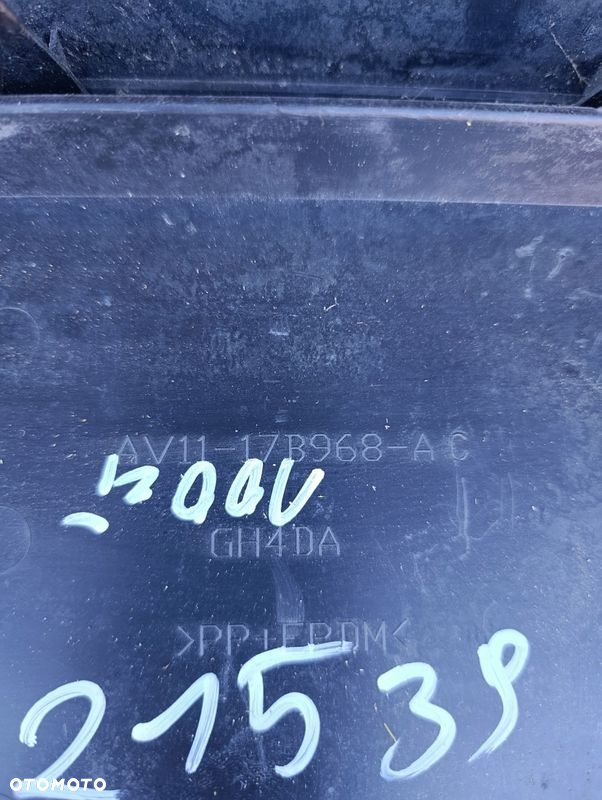 AV11-17B968-AC
GH4DA
>PP+EPDM<
21539
OTOMOTO